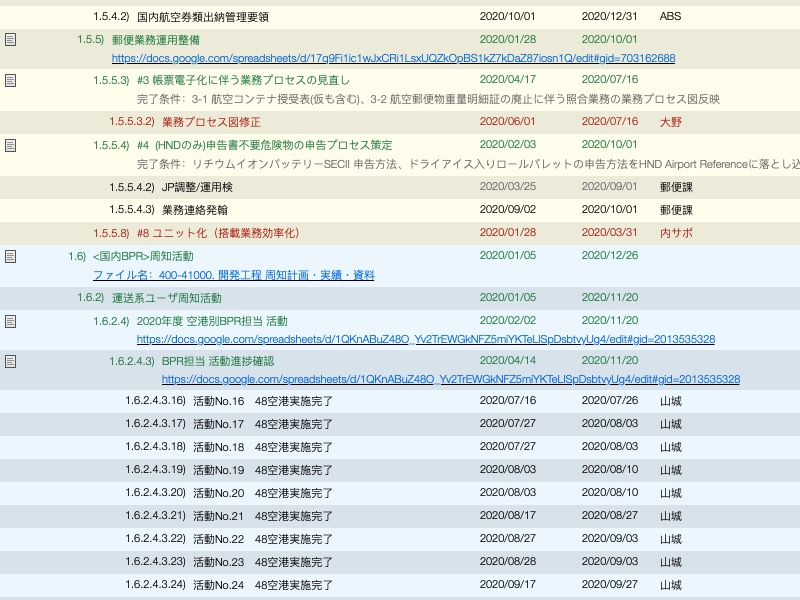 1.5.4.2) 国内航空券類出納管理要領 2020/10/01 2020/12/31 ABS
1.5.5) 郵便業務運用整備 2020/01/28 2020/10/01
https://docs.google.com/spreadsheets/d/17q9Fi1ic1wJxCRi1LsxUQZkOpBS1kZ7kDaZ87iosn1Q/edit#gid=703162688
1.5.5.3) #3 帳票電子化に伴う業務プロセスの見直し 2020/04/17 2020/07/16
完了条件：3-1 航空コンテナ授受表(仮も含む)、3-2 航空郵便物重量明細証の廃止に伴う照合業務の業務プロセス図反映
1.5.5.3.2) 業務プロセス図修正 2020/06/01 2020/07/16 大野
1.5.5.4) #4 (HNDのみ)申告書不要危険物の申告プロセス策定 2020/02/03 2020/10/01
完了条件：リチウムイオンバッテリーSECII 申告方法、ドライアイス入りロールパレットの申告方法をHND Airport Referenceに落とし込
1.5.5.4.2) JP調整/運用検 2020/03/25 2020/09/01 郵便課
1.5.5.4.3) 業務連絡発翰 2020/09/02 2020/10/01 郵便課
1.5.5.8) #8 ユニット化（搭載業務効率化） 2020/01/28 2020/03/31 内サポ
1.6) <国内BPR>周知活動 2020/01/05 2020/12/26
ファイル名：400-41000. 開発工程 周知計画・実績・資料
1.6.2) 運送系ユーザ周知活動 2020/01/05 2020/11/20
1.6.2.4) 2020年度 空港別BPR担当 活動 2020/02/02 2020/11/20
https://docs.google.com/spreadsheets/d/1QKnABuZ48O_Yv2TrEWGkNFZ5miYKTeLlSpDsbtvyUg4/edit#gid=2013535328
1.6.2.4.3) BPR担当 活動進捗確認 2020/04/14 2020/11/20
https://docs.google.com/spreadsheets/d/1QKnABuZ48O_Yv2TrEWGkNFZ5miYKTeLlSpDsbtvyUg4/edit#gid=2013535328
1.6.2.4.3.16) 活動No.16 48空港実施完了 2020/07/16 2020/07/26 山城
1.6.2.4.3.17) 活動No.17 48空港実施完了 2020/07/27 2020/08/03 山城
1.6.2.4.3.18) 活動No.18 48空港実施完了 2020/07/27 2020/08/03 山城
1.6.2.4.3.19) 活動No.19 48空港実施完了 2020/08/03 2020/08/10 山城
1.6.2.4.3.20) 活動No.20 48空港実施完了 2020/08/03 2020/08/10 山城
1.6.2.4.3.21) 活動No.21 48空港実施完了 2020/08/17 2020/08/27 山城
1.6.2.4.3.22) 活動No.22 48空港実施完了 2020/08/27 2020/09/03 山城
1.6.2.4.3.23) 活動No.23 48空港実施完了 2020/08/28 2020/09/03 山城
1.6.2.4.3.24) 活動No.24 48空港実施完了 2020/09/17 2020/09/27 山城